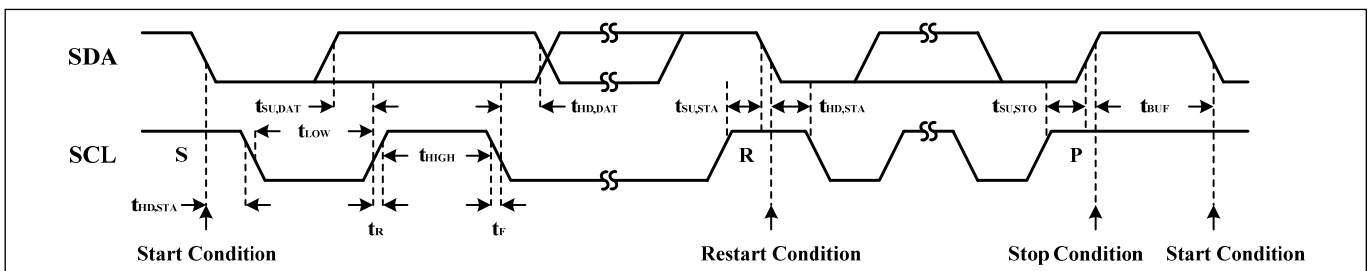 SDA
tSU,DAT tHD,DAT tSU,STA tHD,STA tSU,STO tBUF
tLOW
SCL S tHIGH R P
tHD,STA
tR tF
Start Condition Restart Condition Stop Condition Start Condition